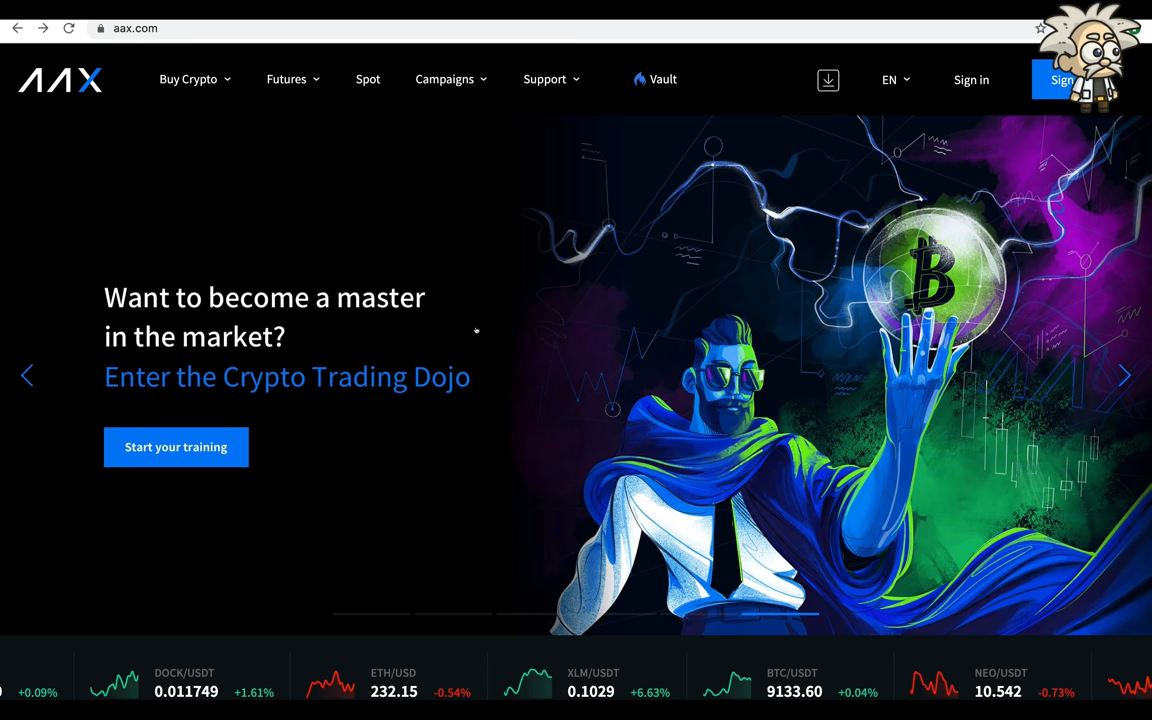 aax.com
AAX
Buy Crypto
Futures
Spot
Campaigns
Support
Vault
EN
Sign in
Sign
Want to become a master
in the market?
Enter the Crypto Trading Dojo
Start your training
B
DOCK/USDT
ETH/USD
XLM/USDT
BTC/USDT
NEO/USDT
+0.09%
0.011749
+1.61%
232.15
-0.54%
0.1029
+6.63%
9133.60
+0.04%
10.542
-0.73%